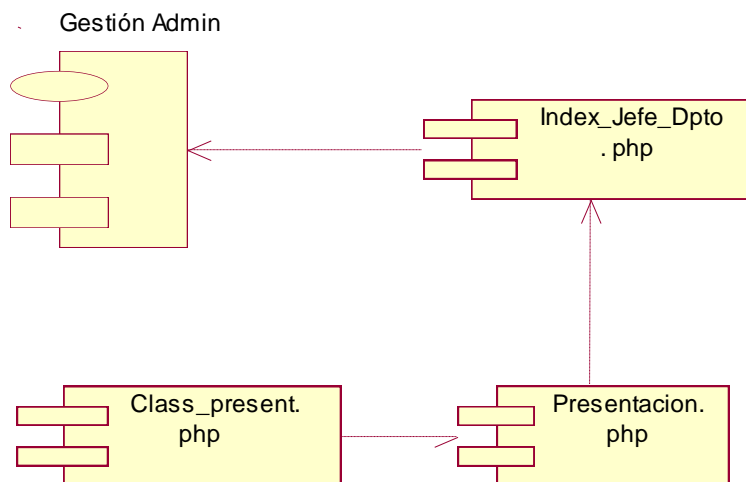 Gestión Admin
Index_Jefe_Dpto
. php
Class_present.
php
Presentacion.
php